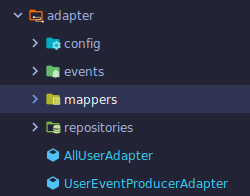 adapter
config
events
mappers
repositories
AllUserAdapter
UserEventProducerAdapter